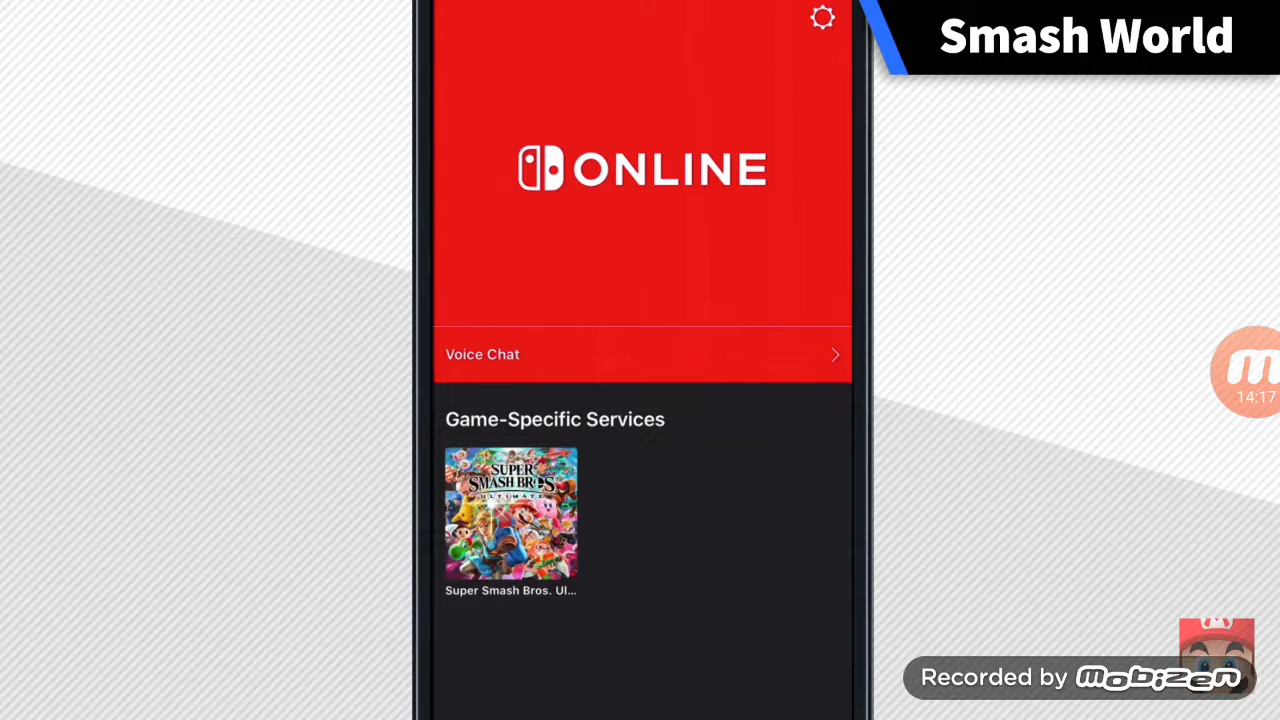 Smash World
ONLINE
Voice Chat
Game-Specific Services
SUPER
SMASH BROS.
ULTIMATE
Super Smash Bros. Ul...
14:17
Recorded by mobizen